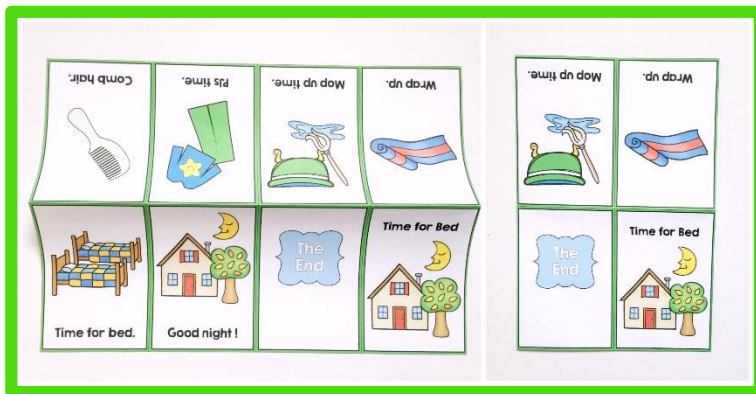 Comb hair.
PJs time.
Mop up time.
Wrap up.
Time for bed.
Good night !
The
End
Time for Bed
Mop up time.
Wrap up.
The
End
Time for Bed